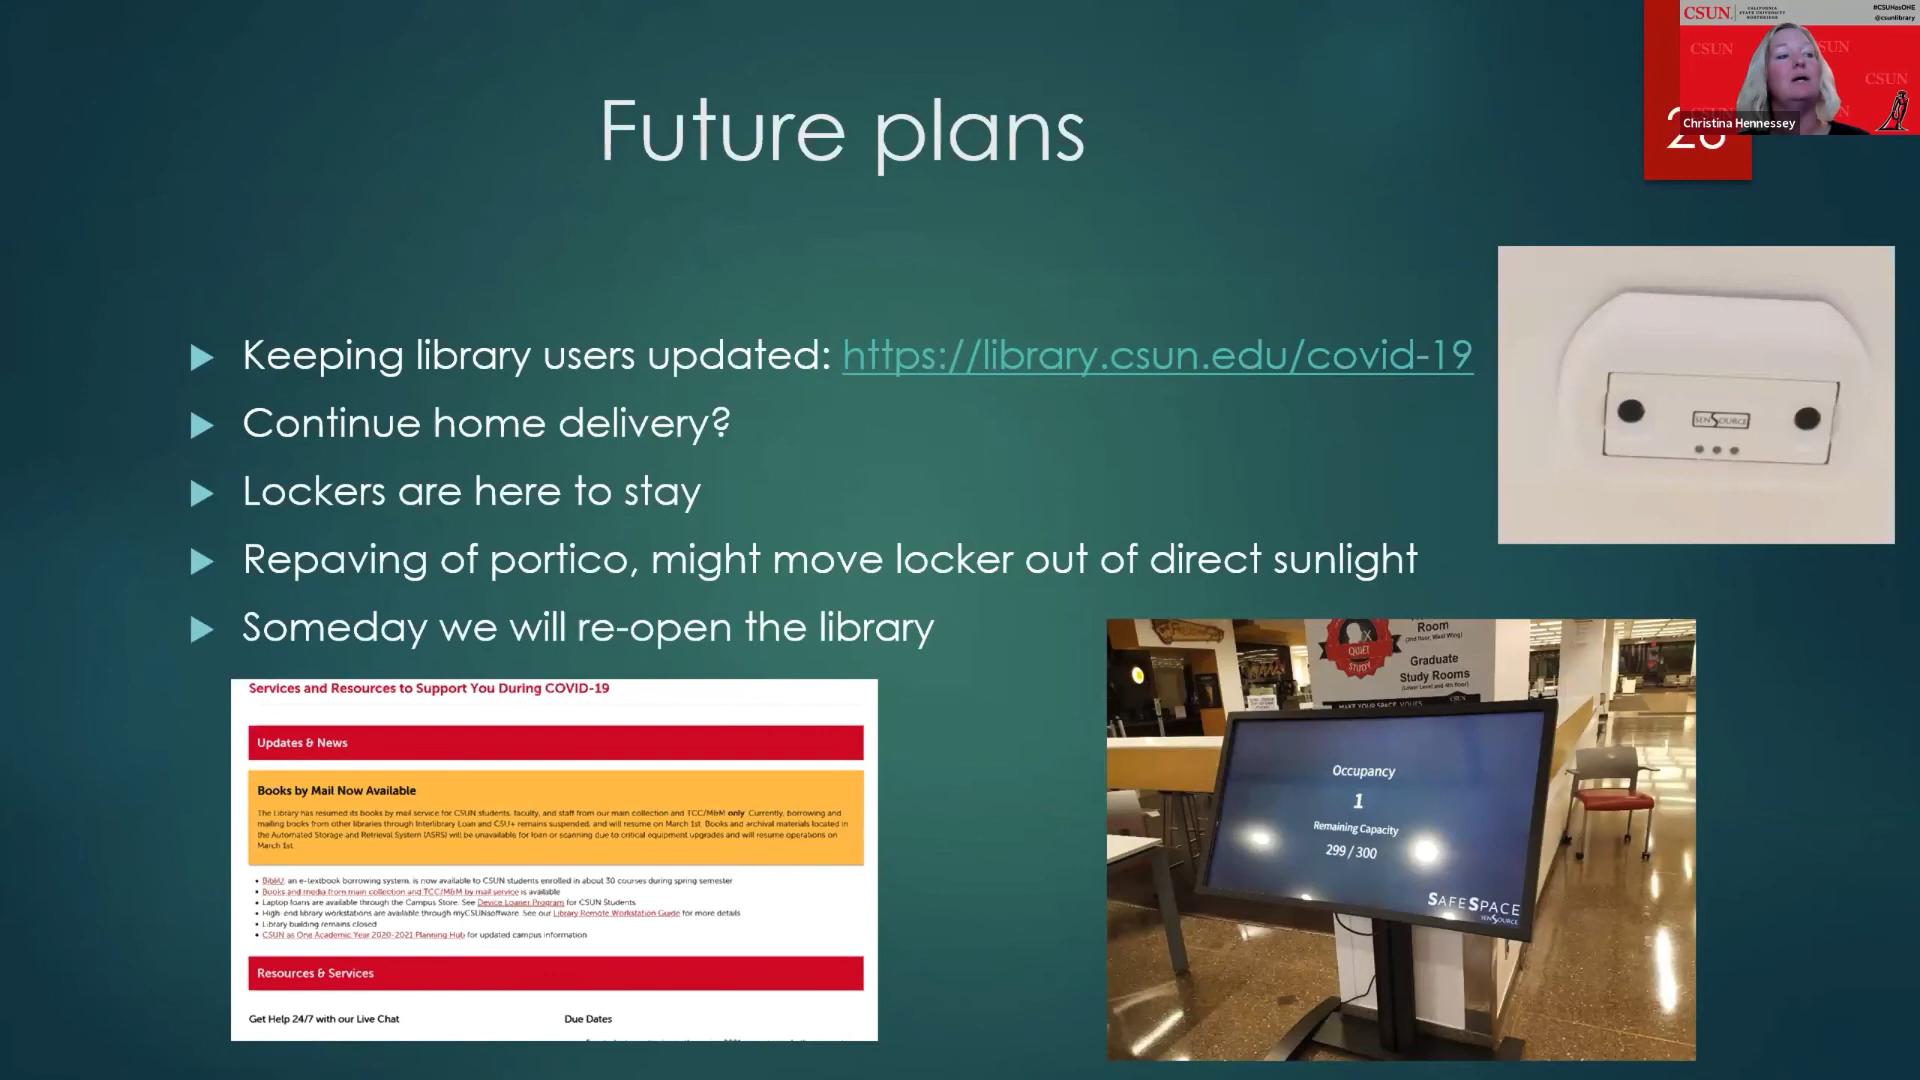 CSUN
CALIFORNIA
STATE UNIVERSITY
NORTHRIDGE
#CSUNasONE
@csunlibrary
CSUN
CSUN
Christina Hennessey
Future plans
Keeping library users updated: https://library.csun.edu/covid-19
Continue home delivery?
Lockers are here to stay
Repaving of portico, might move locker out of direct sunlight
Someday we will re-open the library
SENSOURCE
Services and Resources to Support You During COVID-19
Updates & News
Books by Mail Now Available
The Library has resumed its books by mail service for CSUN students, faculty, and staff from our main collection and TCC/M&M only. Currently, borrowing and
mailing books from other libraries through Interlibrary Loan and CSU+ remains suspended, and will resume on March 1st. Books and archival materials located in
the Automated Storage and Retrieval System (ASRS) will be unavailable for loan or scanning due to critical equipment upgrades and will resume operations on
March 1st.
BibliU, an e-textbook borrowing system, is now available to CSUN students enrolled in about 30 courses during spring semester
Books and media from main collection and TCC/M&M by mail service is available
Laptop loans are available through the Campus Store. See Device Loaner Program for CSUN Students.
High-end library workstations are available through myCSUNsoftware. See our Library Remote Workstation Guide for more details
Library building remains closed
CSUN as One Academic Year 2020-2021 Planning Hub for updated campus information
Resources & Services
Get Help 24/7 with our Live Chat
Due Dates
Room
(2nd floor, West Wing)
QUIET
STUDY
Graduate
Study Rooms
(Lower Level and 4th floor)
CSUN
MAKE YOUR SPACE, YOURS
Occupancy
1
Remaining Capacity
299 / 300
SAFESPACE
SENSOURCE